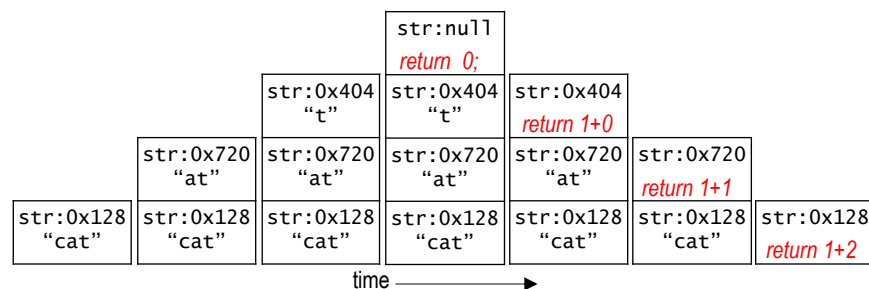 str:null
return 0;
str:0x404 str:0x404 str:0x404
“t” “t” return 1+0
str:0x720 str:0x720 str:0x720 str:0x720 str:0x720
“at” “at” “at” “at” return 1+1
str:0x128 str:0x128 str:0x128 str:0x128 str:0x128 str:0x128 str:0x128
“cat” “cat” “cat” “cat” “cat” “cat” return 1+2
time